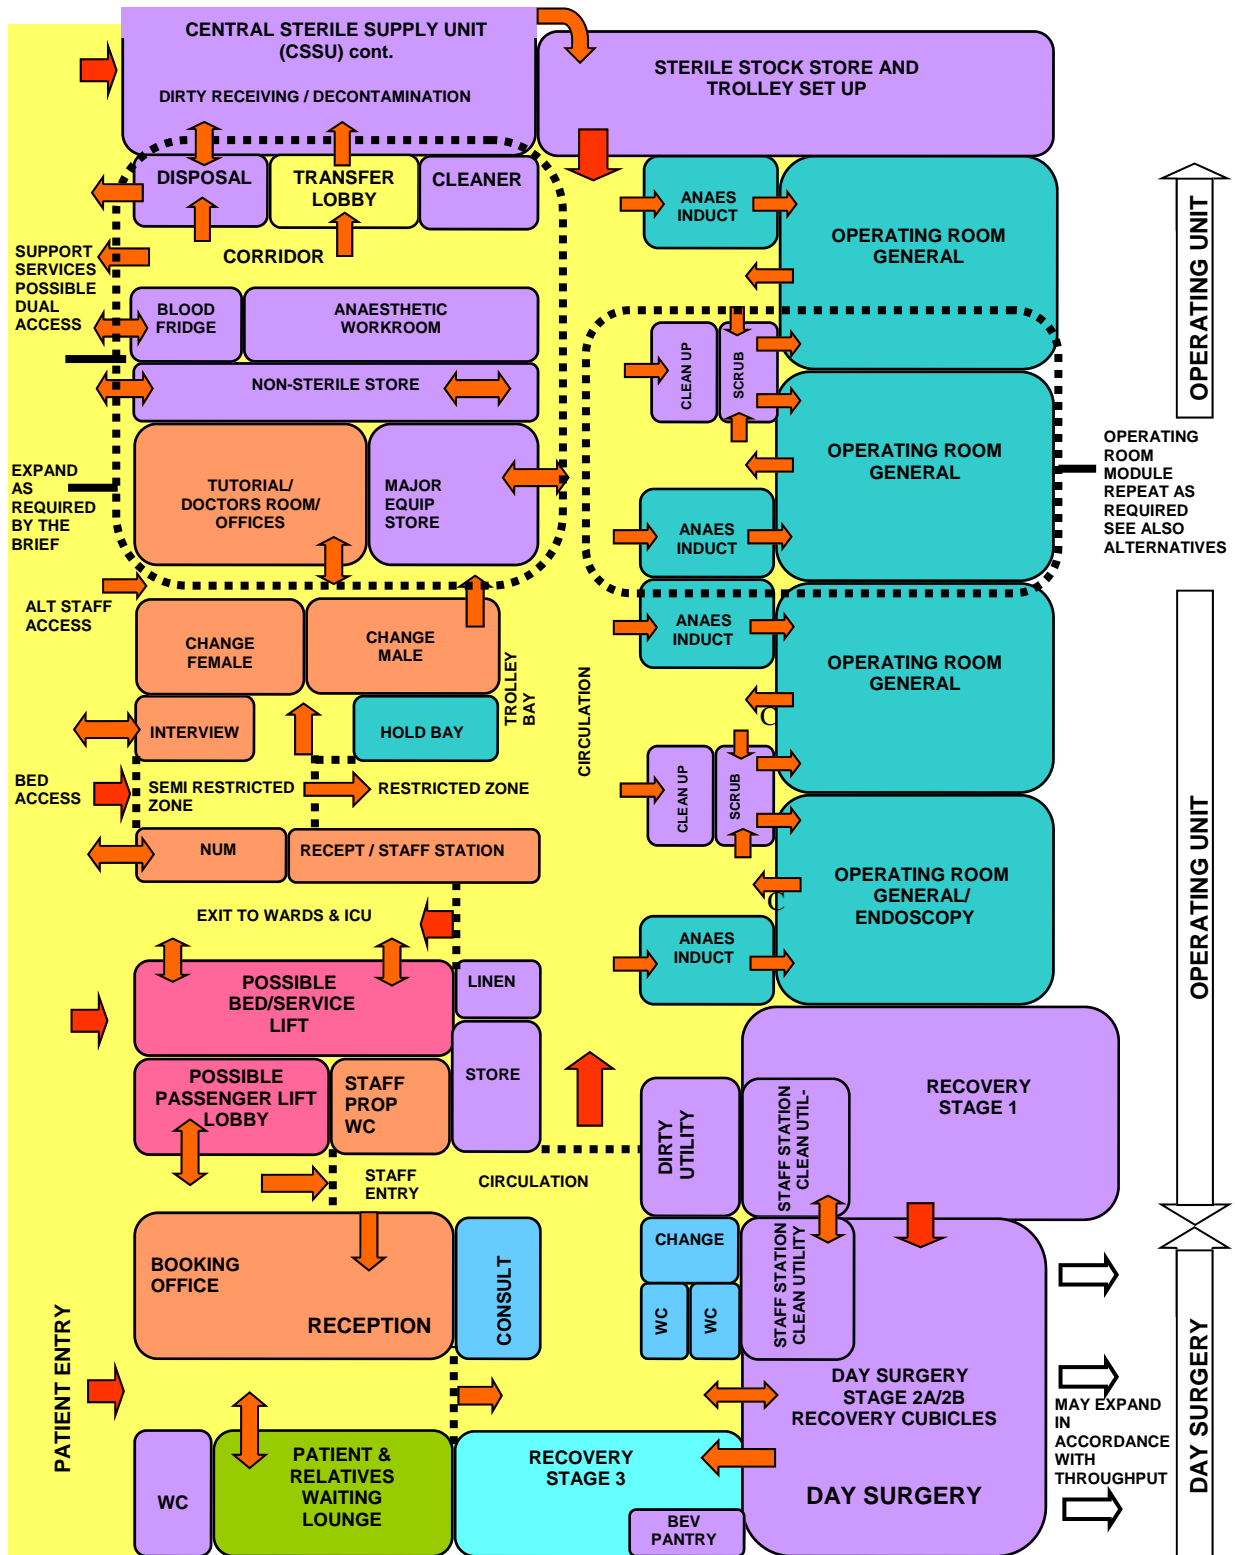 CENTRAL STERILE SUPPLY UNIT
(CSSU) cont.
DIRTY RECEIVING / DECONTAMINATION
STERILE STOCK STORE AND
TROLLEY SET UP
DISPOSAL
TRANSFER
LOBBY
CLEANER
ANAES
INDUCT
OPERATING ROOM
GENERAL
OPERATING UNIT
SUPPORT
SERVICES
POSSIBLE
DUAL
ACCESS
CORRIDOR
BLOOD
FRIDGE
ANAESTHETIC
WORKROOM
CLEAN UP
SCRUB
NON-STERILE STORE
EXPAND
AS
REQUIRED
BY THE
BRIEF
TUTORIAL/
DOCTORS ROOM/
OFFICES
MAJOR
EQUIP
STORE
OPERATING ROOM
GENERAL
OPERATING
ROOM
MODULE
REPEAT AS
REQUIRED
SEE ALSO
ALTERNATIVES
ANAES
INDUCT
ALT STAFF
ACCESS
CHANGE
FEMALE
CHANGE
MALE
TROLLEY
BAY
CIRCULATION
ANAES
INDUCT
OPERATING ROOM
GENERAL
C
INTERVIEW
HOLD BAY
BED
ACCESS
SEMI RESTRICTED
ZONE
RESTRICTED ZONE
CLEAN UP
SCRUB
NUM
RECEPT / STAFF STATION
OPERATING ROOM
GENERAL/
ENDOSCOPY
C
OPERATING UNIT
EXIT TO WARDS & ICU
ANAES
INDUCT
POSSIBLE
BED/SERVICE
LIFT
LINEN
STORE
POSSIBLE
PASSENGER LIFT
LOBBY
STAFF
PROP
WC
RECOVERY
STAGE 1
DIRTY
UTILITY
STAFF STATION
CLEAN UTIL-
STAFF
ENTRY
CIRCULATION
BOOKING
OFFICE
RECEPTION
CONSULT
CHANGE
WC
WC
STAFF STATION
CLEAN UTILITY
PATIENT ENTRY
DAY SURGERY
STAGE 2A/2B
RECOVERY CUBICLES
MAY EXPAND
IN
ACCORDANCE
WITH
THROUGHPUT
DAY SURGERY
WC
PATIENT &
RELATIVES
WAITING
LOUNGE
RECOVERY
STAGE 3
BEV
PANTRY
DAY SURGERY